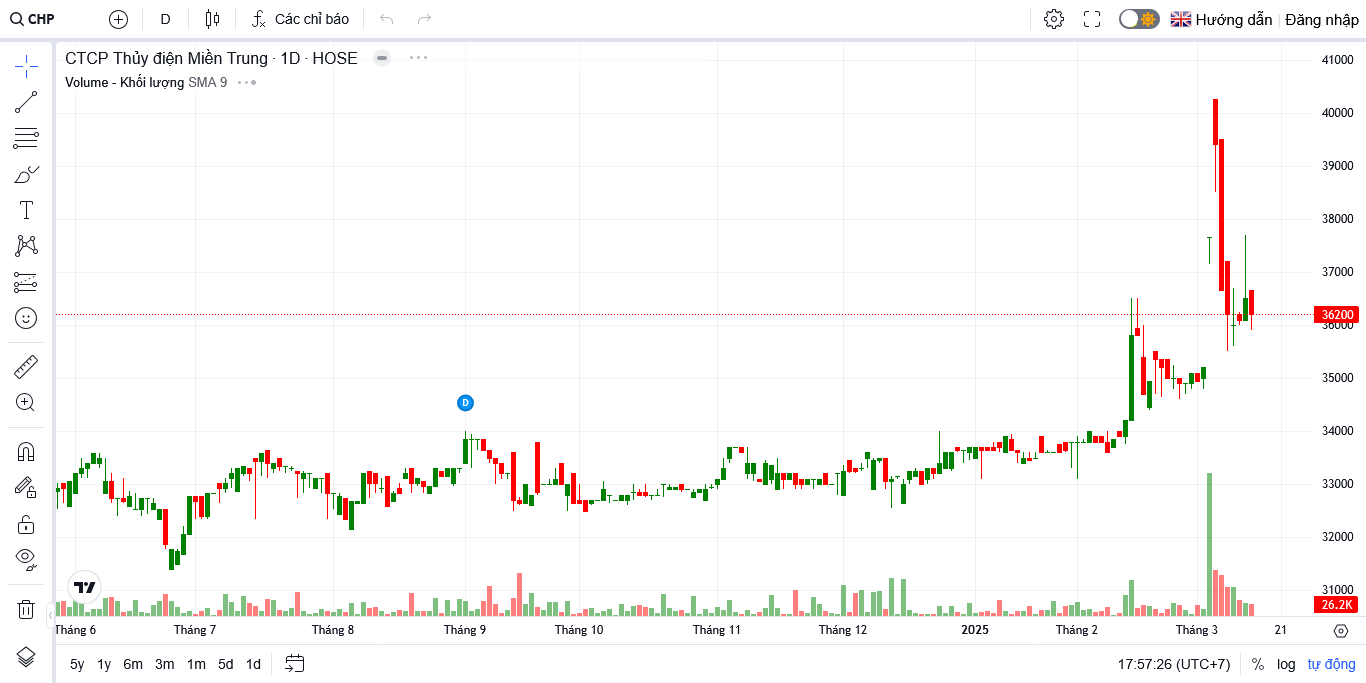 CHP D Các chỉ báo Hướng dẫn Đăng nhập
CTCP Thủy điện Miền Trung · 1D · HOSE
Volume - Khối lượng SMA 9
41000
40000
39000
38000
37000
36200
36000
35000
34000
33000
32000
31000
26.2K
D
Tháng 6 Tháng 7 Tháng 8 Tháng 9 Tháng 10 Tháng 11 Tháng 12 2025 Tháng 2 Tháng 3 21
5y 1y 6m 3m 1m 5d 1d 17:57:26 (UTC+7) % log tự động